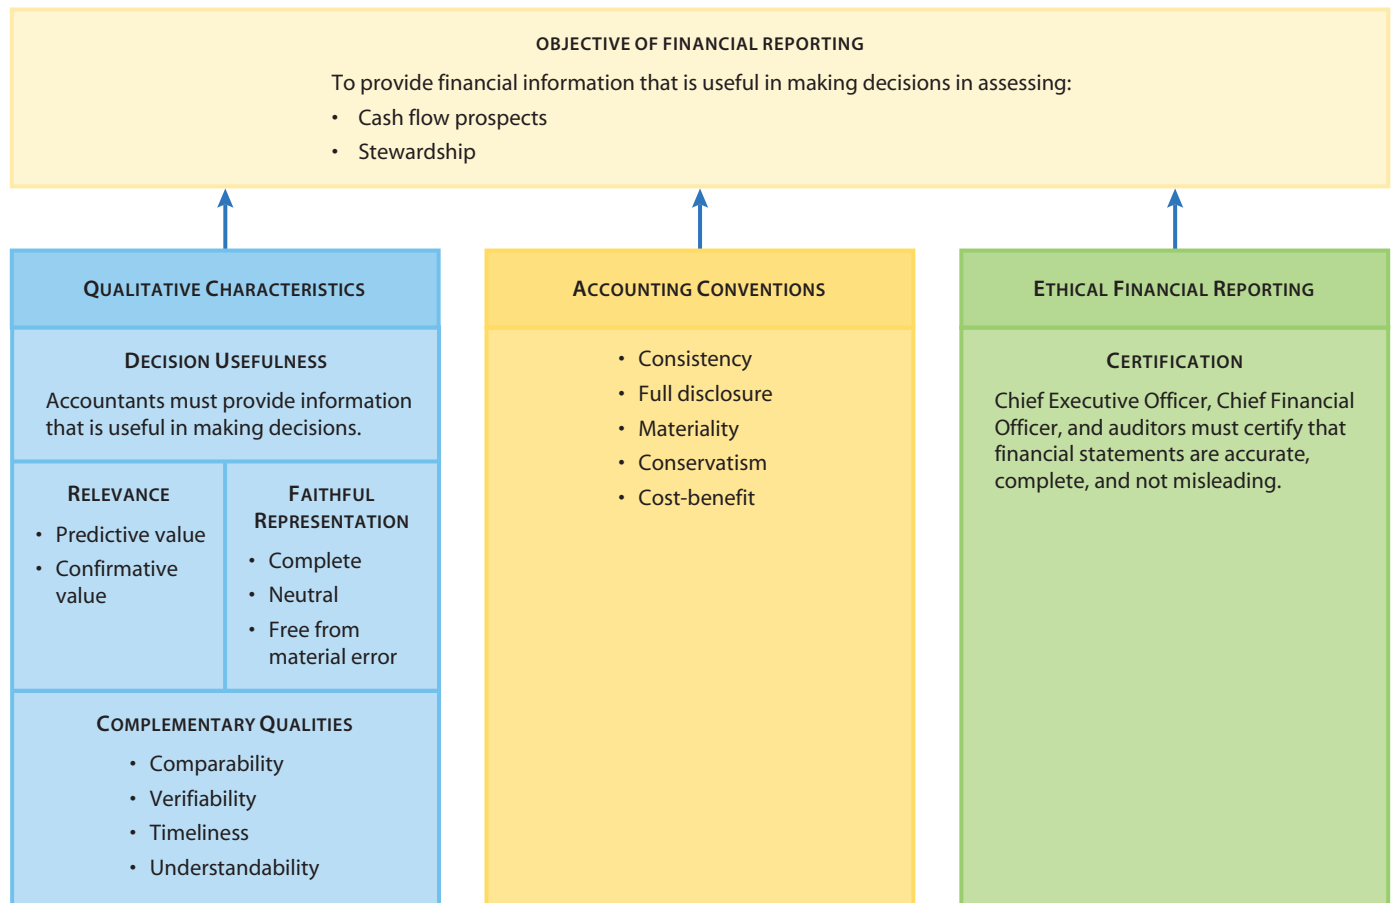 OBJECTIVE OF FINANCIAL REPORTING
To provide financial information that is useful in making decisions in assessing:
• Cash flow prospects
• Stewardship
QUALITATIVE CHARACTERISTICS
DECISION USEFULNESS
Accountants must provide information
that is useful in making decisions.
RELEVANCE
• Predictive value
• Confirmative
value
FAITHFUL
REPRESENTATION
• Complete
• Neutral
• Free from
material error
COMPLEMENTARY QUALITIES
• Comparability
• Verifiability
• Timeliness
• Understandability
ACCOUNTING CONVENTIONS
• Consistency
• Full disclosure
• Materiality
• Conservatism
• Cost-benefit
ETHICAL FINANCIAL REPORTING
CERTIFICATION
Chief Executive Officer, Chief Financial
Officer, and auditors must certify that
financial statements are accurate,
complete, and not misleading.